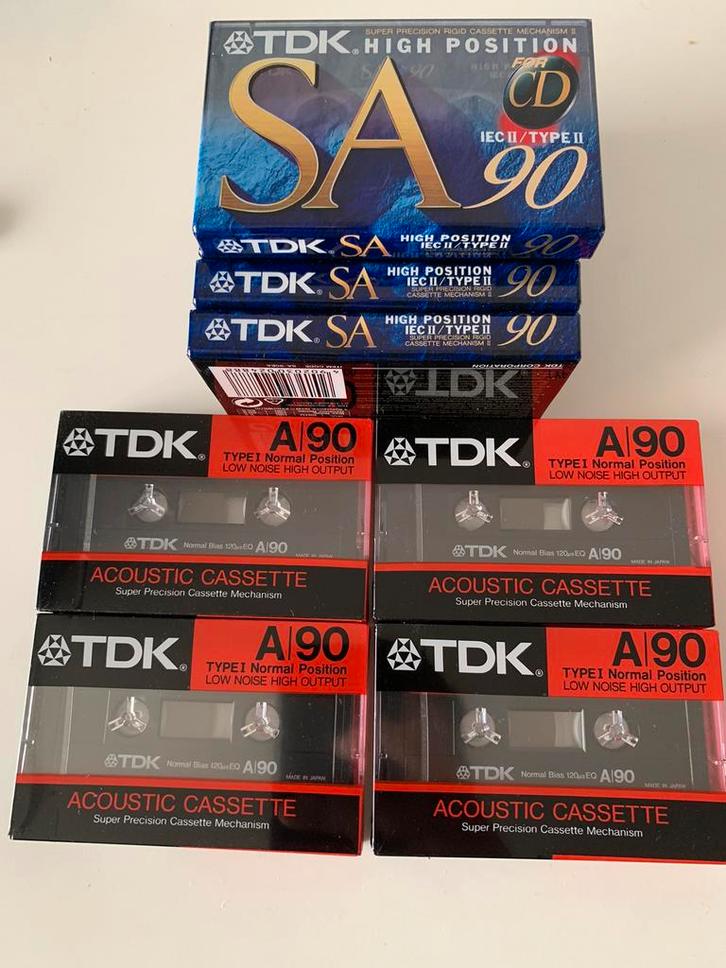 SUPER PRECISION RIGID CASSETTE MECHANISM II
TDK. HIGH POSITION
SA
FOR
CD
IEC II/TYPE II
90
TDK. SA HIGH POSITION
IEC II/TYPE II
90
TDK. SA HIGH POSITION
IEC II/TYPE II
SUPER PRECISION RIGID
CASSETTE MECHANISM II
90
TDK. SA HIGH POSITION
IEC II/TYPE II
SUPER PRECISION RIGID
CASSETTE MECHANISM II
90
TDK CORPORATION
TDK
TDK. A|90
TYPE I Normal Position
LOW NOISE HIGH OUTPUT
TDK Normal Bias 120µs EQ A|90
MADE IN JAPAN
ACOUSTIC CASSETTE
Super Precision Cassette Mechanism
TDK. A|90
TYPE I Normal Position
LOW NOISE HIGH OUTPUT
TDK Normal Bias 120µs EQ A|90
MADE IN JAPAN
ACOUSTIC CASSETTE
Super Precision Cassette Mechanism
TDK. A|90
TYPE I Normal Position
LOW NOISE HIGH OUTPUT
TDK Normal Bias 120µs EQ A|90
MADE IN JAPAN
ACOUSTIC CASSETTE
Super Precision Cassette Mechanism
TDK. A|90
TYPE I Normal Position
LOW NOISE HIGH OUTPUT
TDK Normal Bias 120µs EQ A|90
MADE IN JAPAN
ACOUSTIC CASSETTE
Super Precision Cassette Mechanism